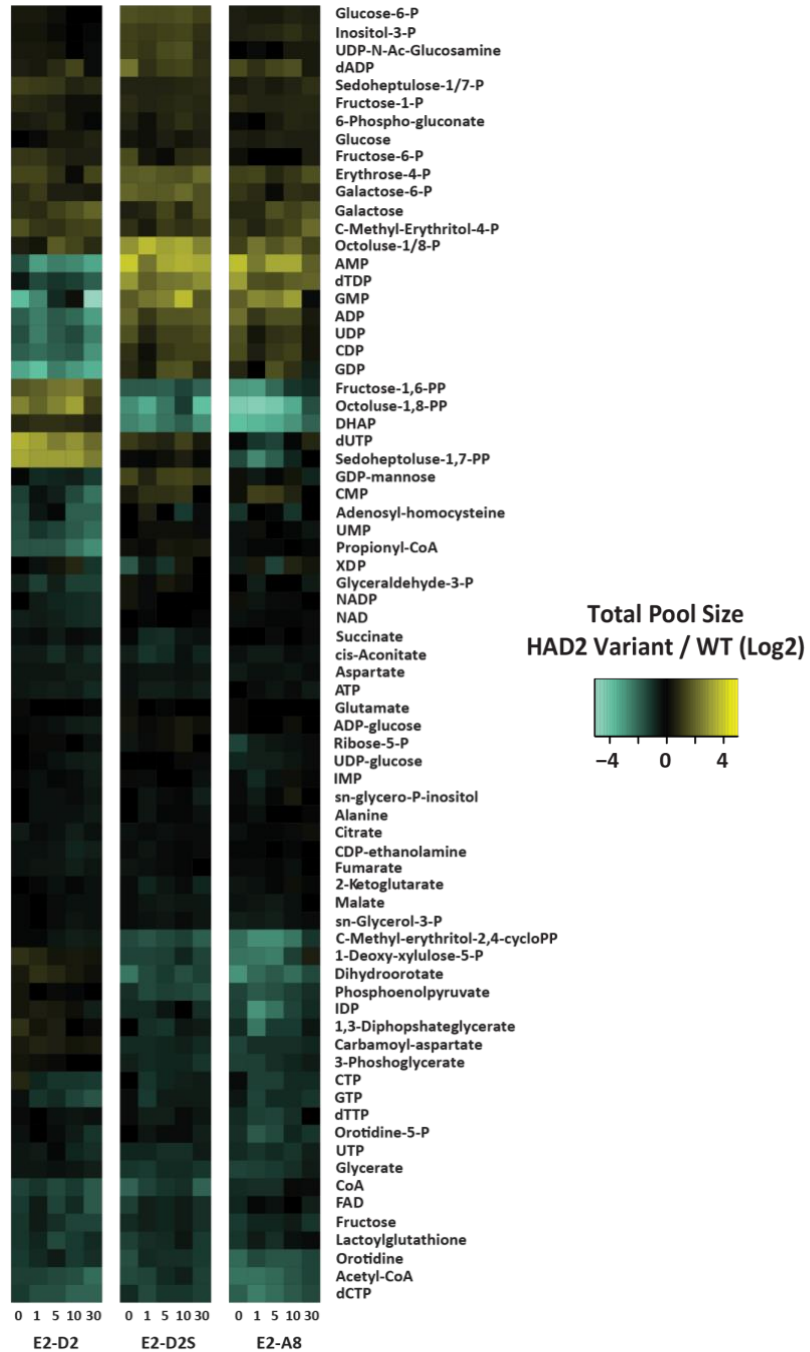 Glucose-6-P
Inositol-3-P
UDP-N-Ac-Glucosamine
dADP
Sedoheptulose-1/7-P
Fructose-1-P
6-Phospho-gluconate
Glucose
Fructose-6-P
Erythrose-4-P
Galactose-6-P
Galactose
C-Methyl-Erythritol-4-P
Octoluse-1/8-P
AMP
dTDP
GMP
ADP
UDP
CDP
GDP
Fructose-1,6-PP
Octoluse-1,8-PP
DHAP
dUTP
Sedoheptoluse-1,7-PP
GDP-mannose
CMP
Adenosyl-homocysteine
UMP
Propionyl-CoA
XDP
Glyceraldehyde-3-P
NADP
NAD
Succinate
cis-Aconitate
Aspartate
ATP
Glutamate
ADP-glucose
Ribose-5-P
UDP-glucose
IMP
sn-glycero-P-inositol
Alanine
Citrate
CDP-ethanolamine
Fumarate
2-Ketoglutarate
Malate
sn-Glycerol-3-P
C-Methyl-erythritol-2,4-cycloPP
1-Deoxy-xylulose-5-P
Dihydroorotate
Phosphoenolpyruvate
IDP
1,3-Diphopshateglycerate
Carbamoyl-aspartate
3-Phoshoglycerate
CTP
GTP
dTTP
Orotidine-5-P
UTP
Glycerate
CoA
FAD
Fructose
Lactoylglutathione
Orotidine
Acetyl-CoA
dCTP
0 1 5 10 30 0 1 5 10 30 0 1 5 10 30
E2-D2 E2-D2S E2-A8
Total Pool Size
HAD2 Variant / WT (Log2)
−4 0 4